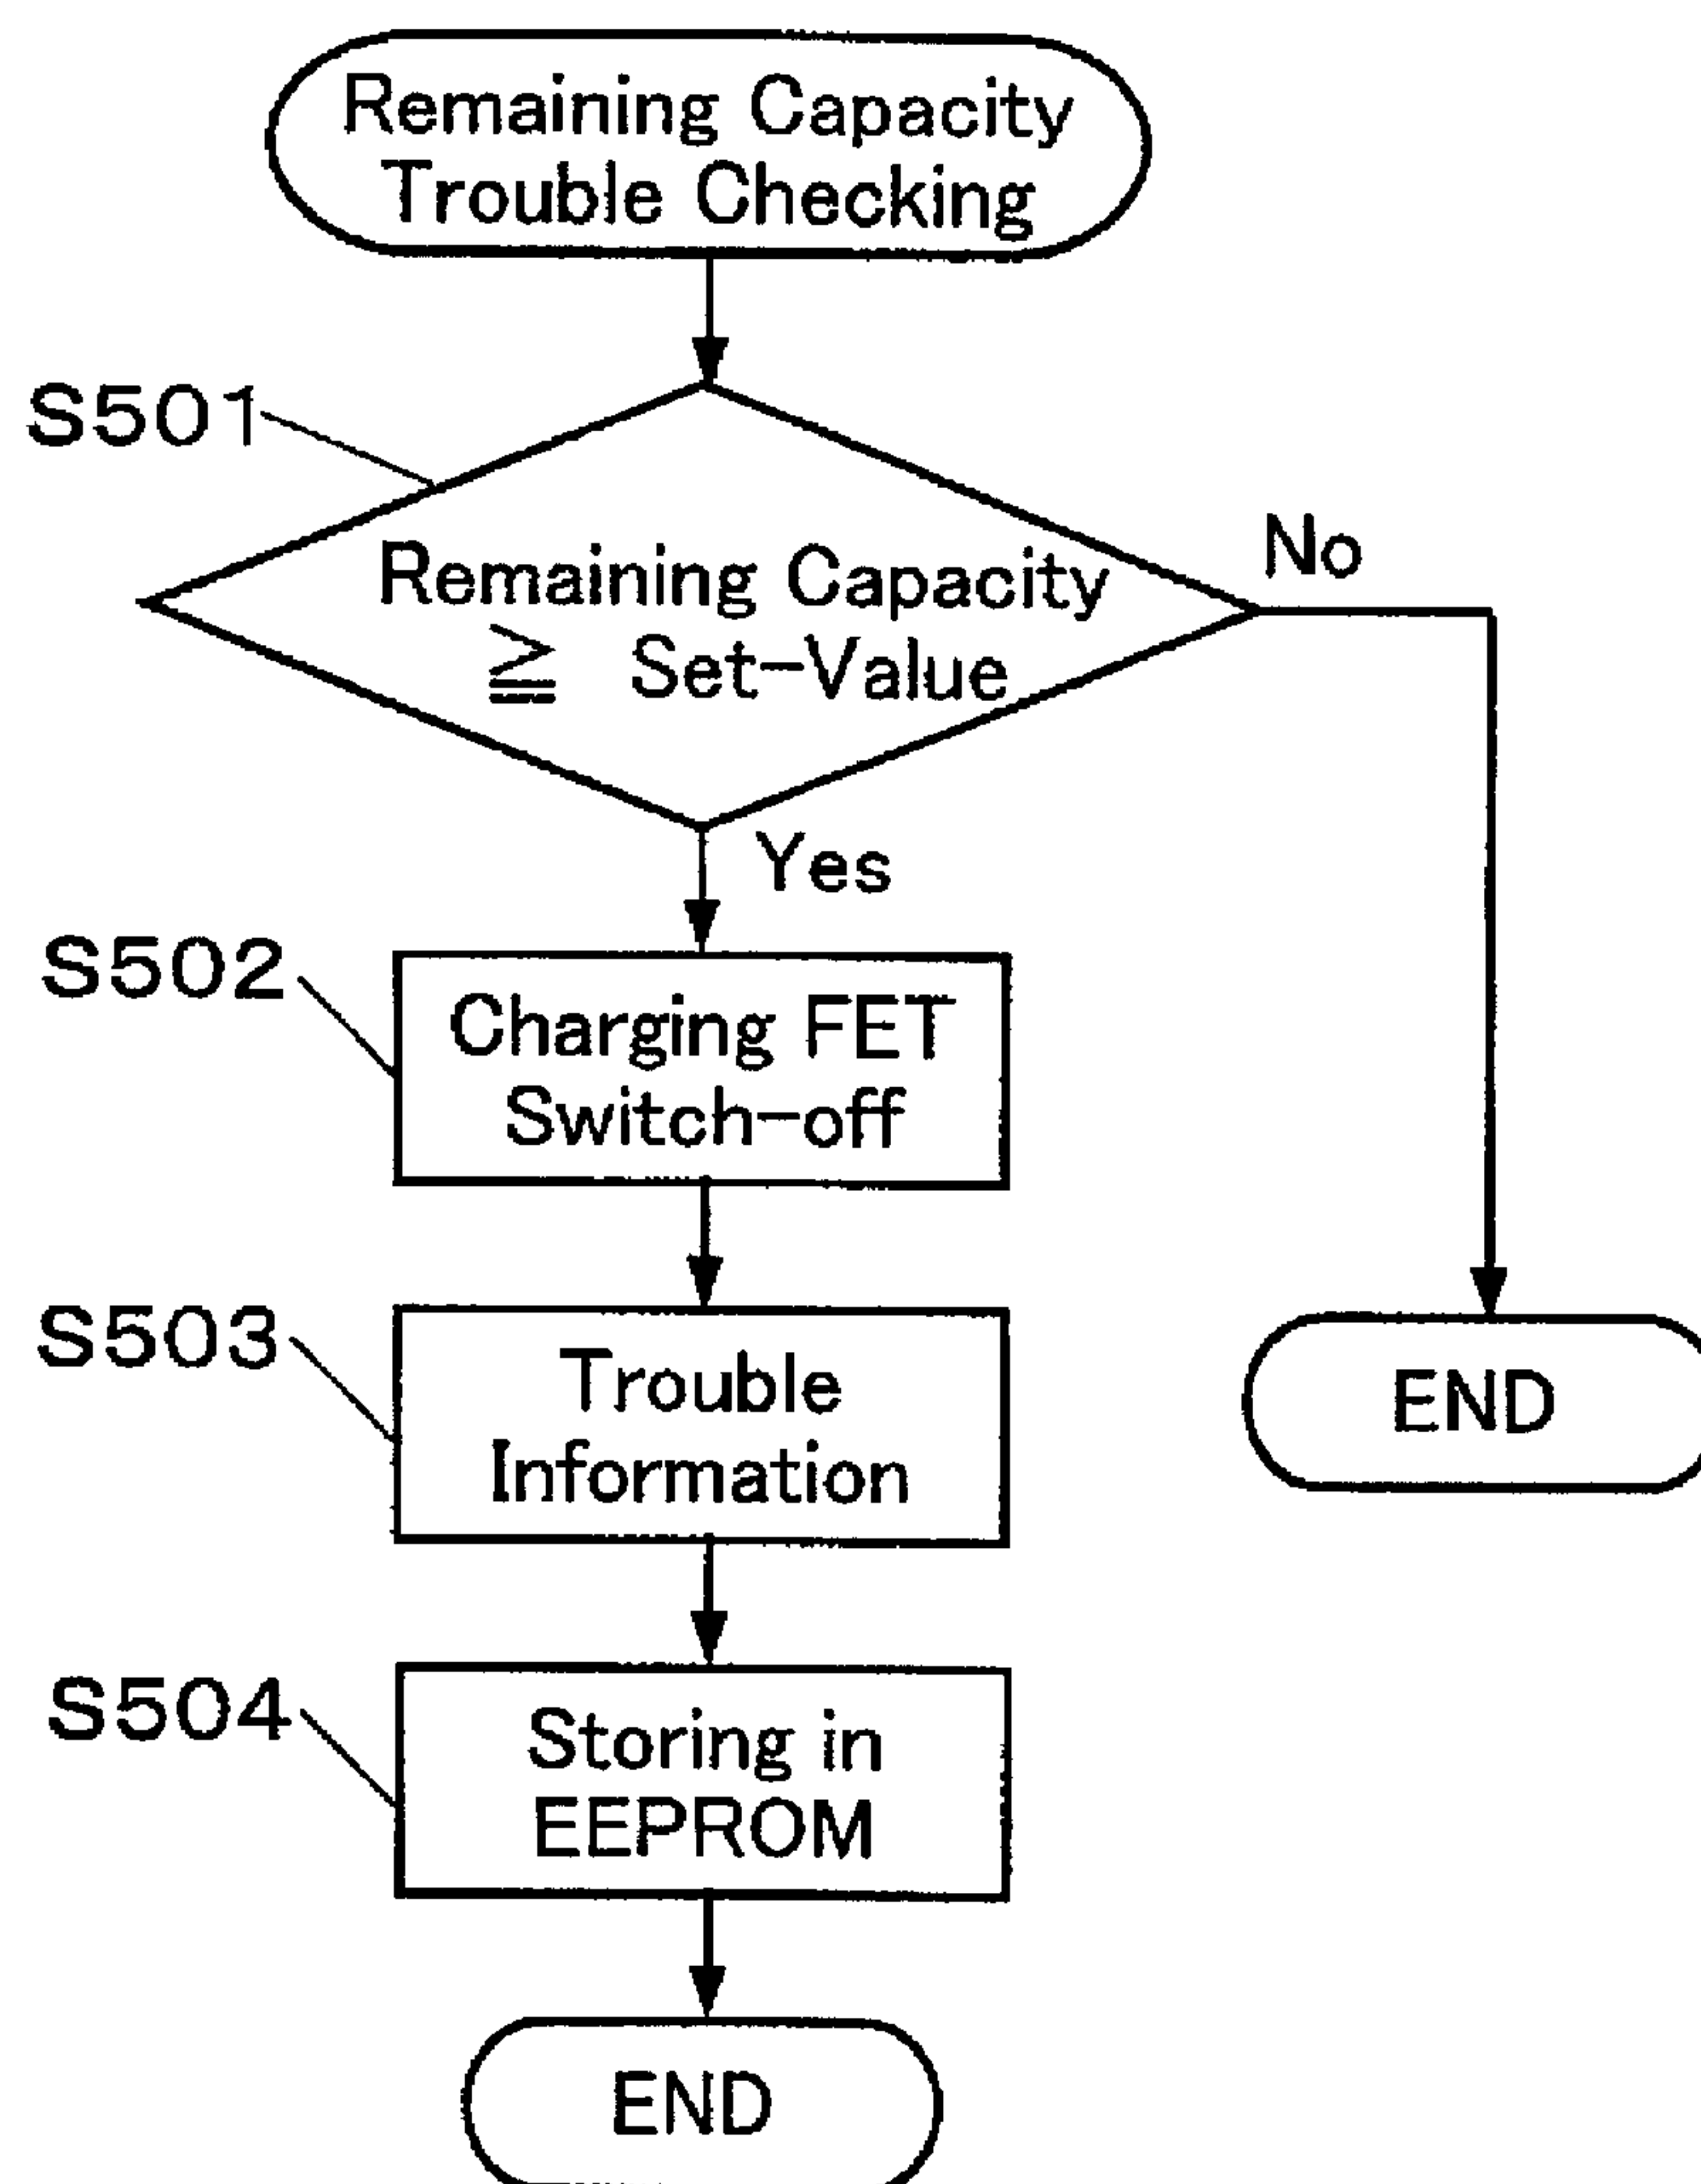 Remaining Capacity
Trouble Checking
S501
Remaining Capacity
≧ Set-Value
No
Yes
S502
Charging FET
Switch-off
S503
Trouble
Information
END
S504
Storing in
EEPROM
END